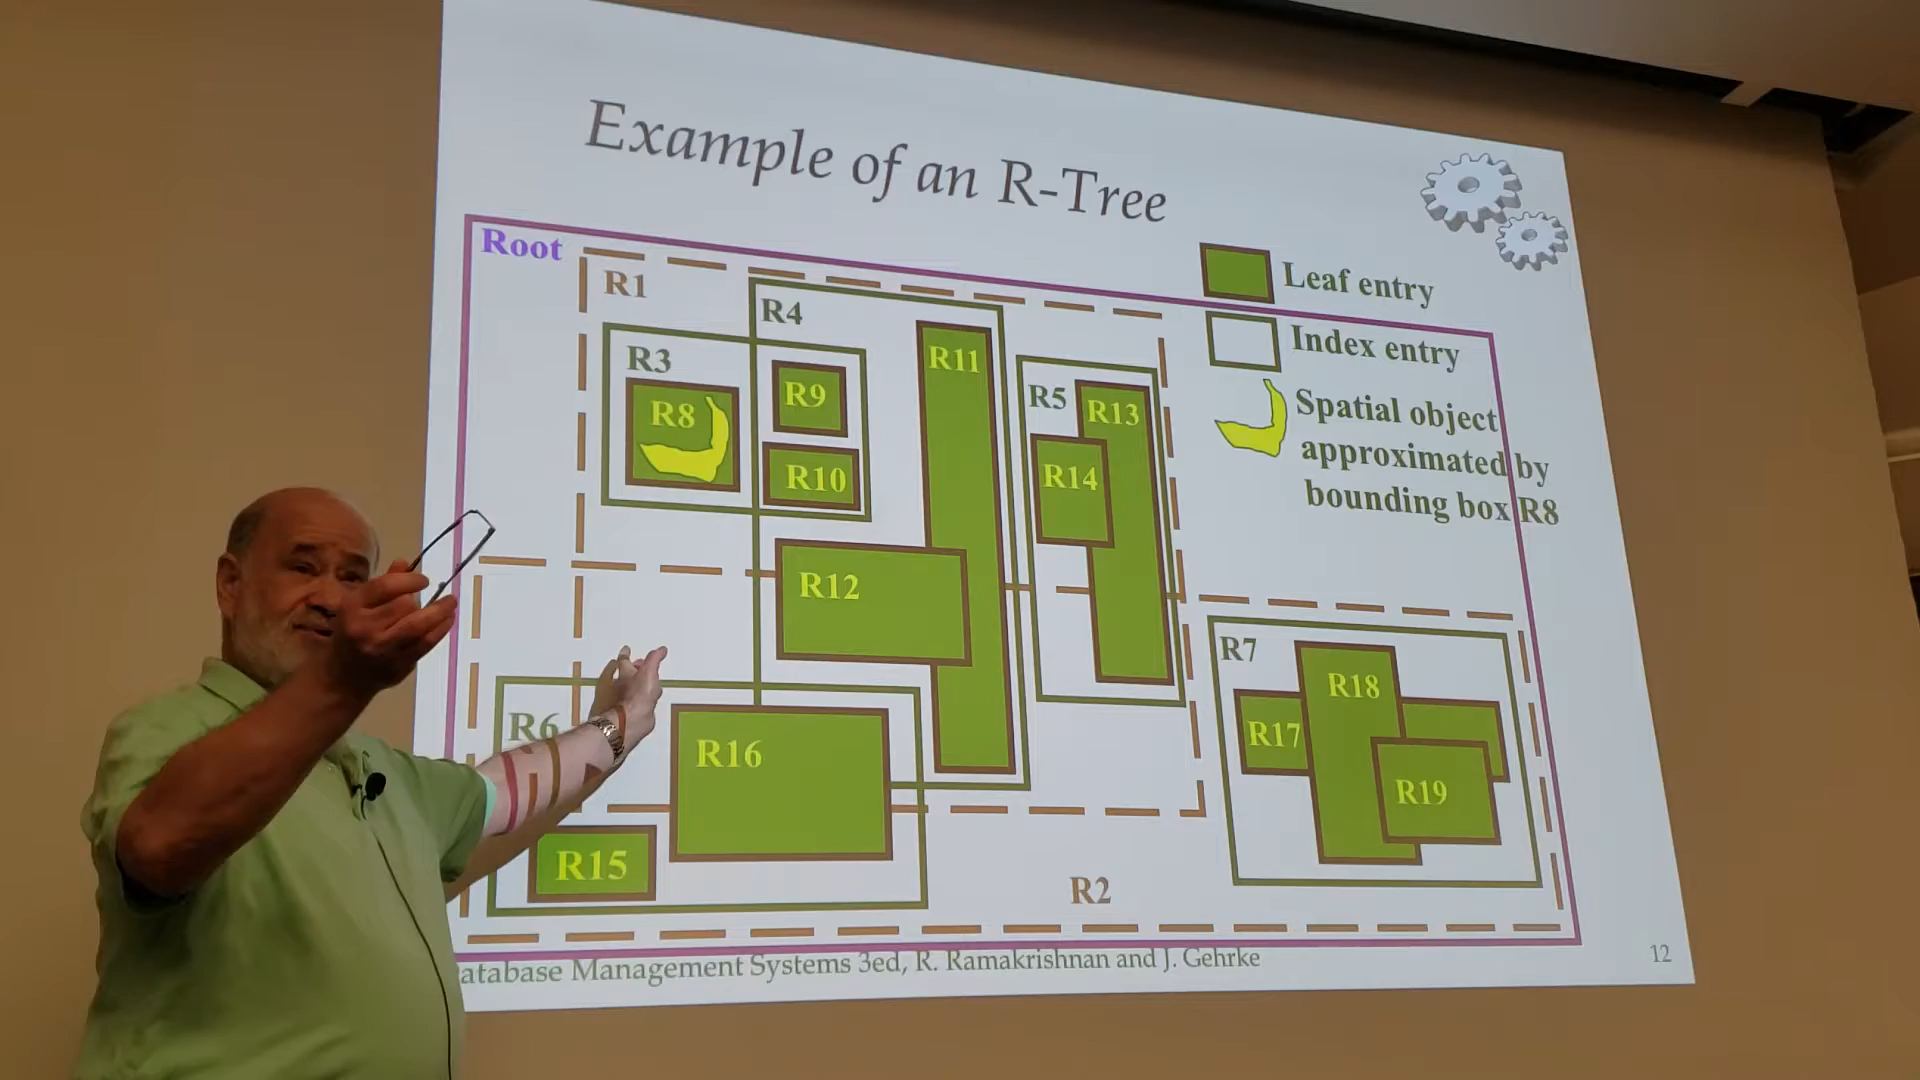 Example of an R-Tree
Root
R1
R4
Leaf entry
Index entry
R3
R11
R9
R5
R13
R8
Spatial object
approximated by
bounding box R8
R10
R14
R12
R7
R6
R18
R16
R17
R19
R15
R2
atabase Management Systems 3ed, R. Ramakrishnan and J. Gehrke
12